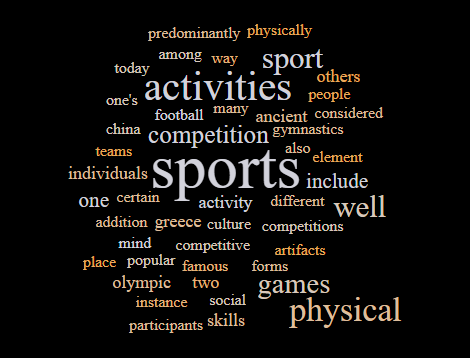 predominantly physically
among way sport
today activities others
one's football many ancient people considered
china competition gymnastics
teams sports also element
individuals include
one certain activity different well
addition greece culture competitions
mind competitive artifacts
place popular famous forms
olympic two games
instance social physical
participants skills